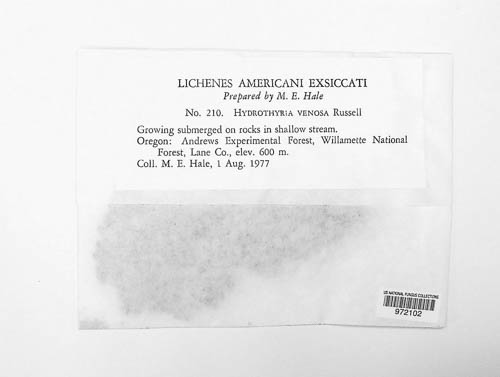 LICHENES AMERICANI EXSICCATI
Prepared by M. E. Hale
No. 210. HYDROTHYRIA VENOSA Russell
Growing submerged on rocks in shallow stream.
Oregon: Andrews Experimental Forest, Willamette National
Forest, Lane Co., elev. 600 m.
Coll. M. E. Hale, 1 Aug. 1977
US NATIONAL FUNGUS COLLECTIONS
972102